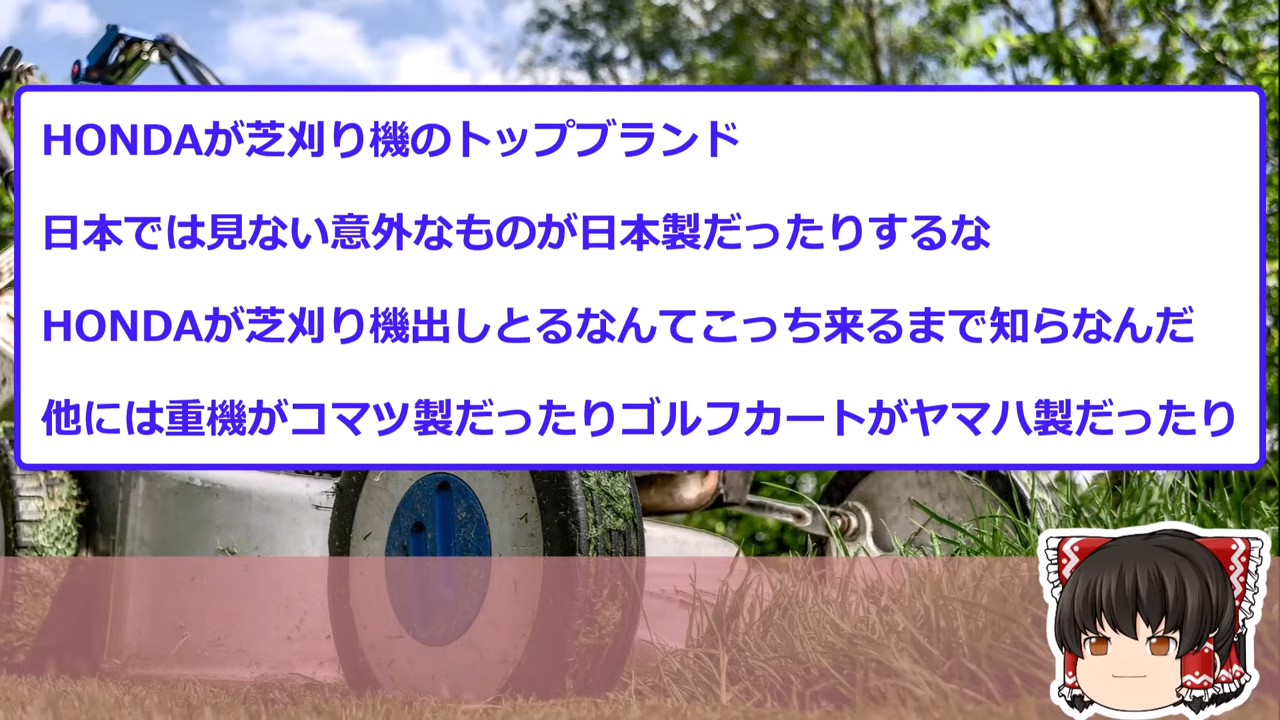 HONDAが芝刈り機のトップブランド
日本では見ない意外なものが日本製だったりするな
HONDAが芝刈り機出しとるなんてこっち来るまで知らなんだ
他には重機がコマツ製だったりゴルフカートがヤマハ製だったり